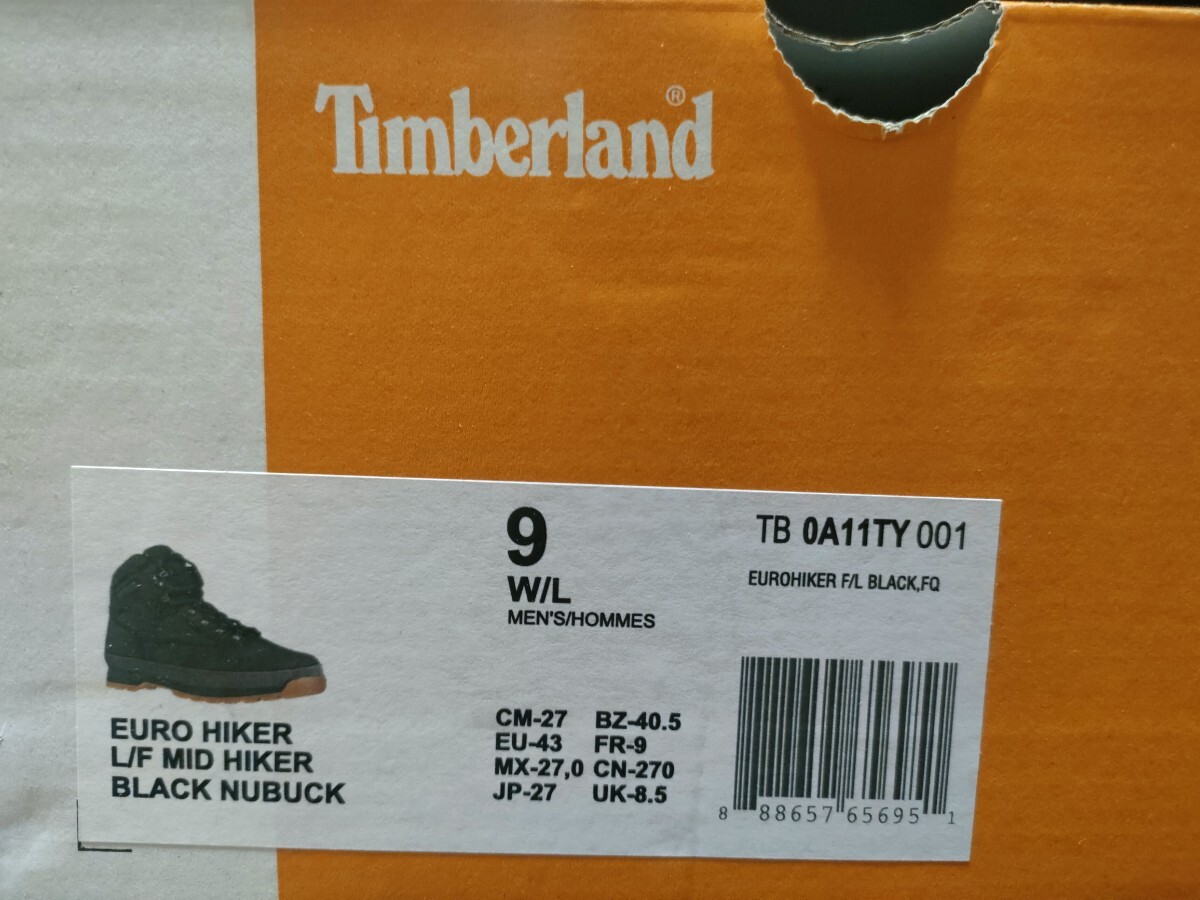 Timberland®
9
W/L
MEN'S/HOMMES
TB 0A11TY 001
EUROHIKER F/L BLACK,FQ
EURO HIKER
L/F MID HIKER
BLACK NUBUCK
CM-27 BZ-40.5
EU-43 FR-9
MX-27,0 CN-270
JP-27 UK-8.5
8 88657 65695 1